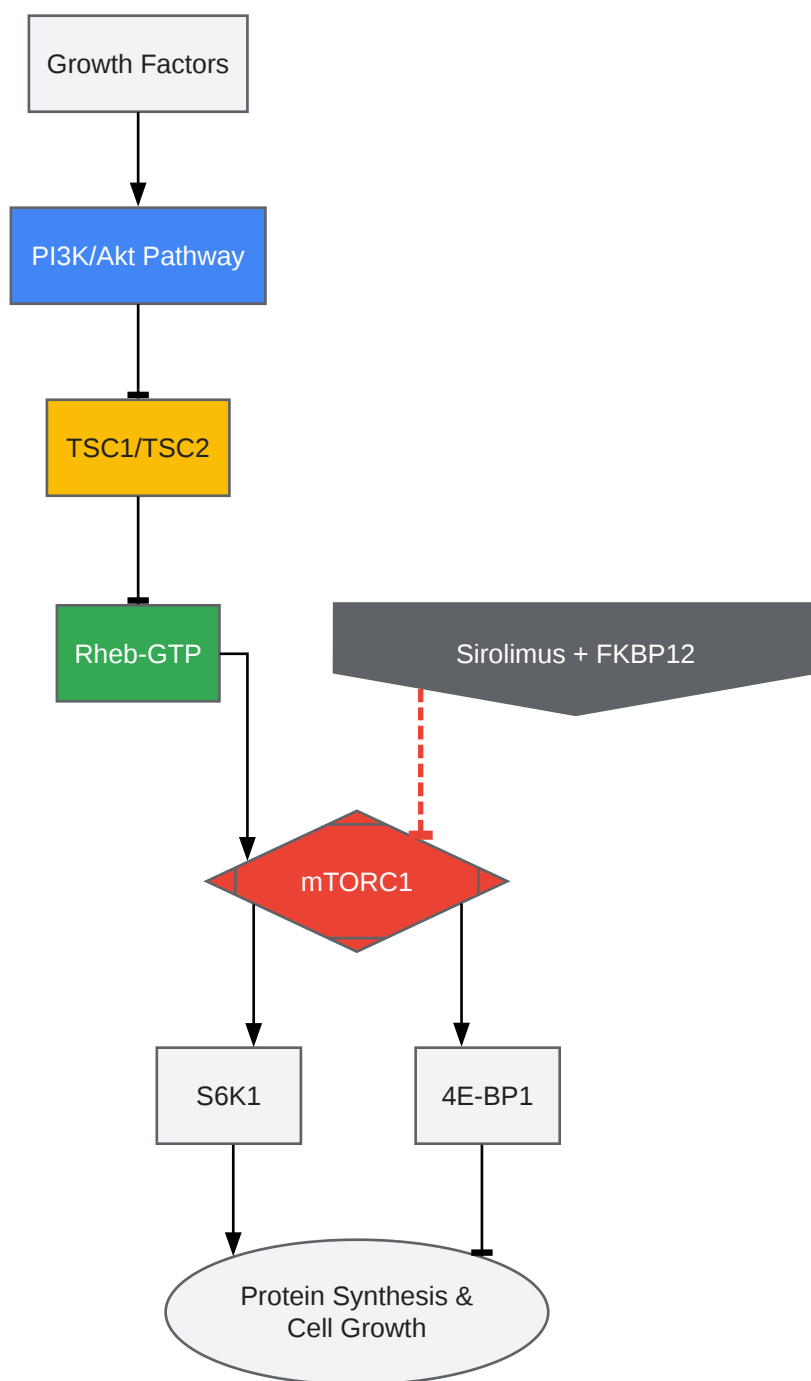 Growth Factors
PI3K/Akt Pathway
TSC1/TSC2
Rheb-GTP
Sirolimus + FKBP12
mTORC1
S6K1
4E-BP1
Protein Synthesis &
Cell Growth